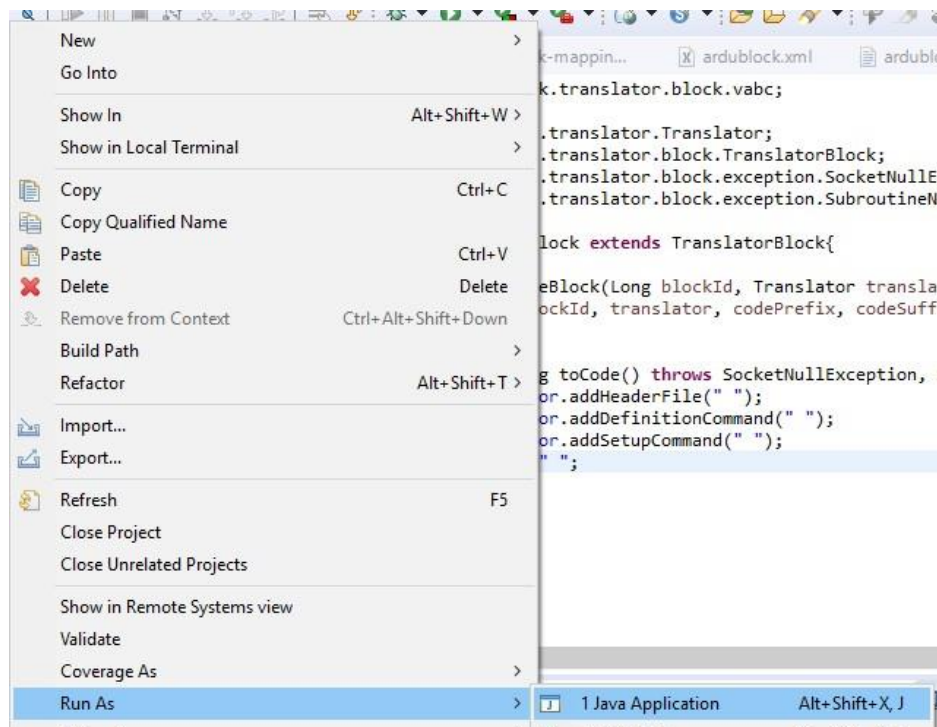 New >
Go Into
Show In Alt+Shift+W >
Show in Local Terminal >
Copy Ctrl+C
Copy Qualified Name
Paste Ctrl+V
Delete Delete
Remove from Context Ctrl+Alt+Shift+Down
Build Path >
Refactor Alt+Shift+T >
Import...
Export...
Refresh F5
Close Project
Close Unrelated Projects
Show in Remote Systems view
Validate
Coverage As >
Run As >
1 Java Application Alt+Shift+X, J
k-mappin... ardublock.xml ardublo
k.translator.block.vabc;
.translator.Translator;
.translator.block.TranslatorBlock;
.translator.block.exception.SocketNullE
.translator.block.exception.SubroutineN
lock extends TranslatorBlock{
eBlock(Long blockId, Translator transla
ockId, translator, codePrefix, codeSuff
g toCode() throws SocketNullException,
or.addHeaderFile(" ");
or.addDefinitionCommand(" ");
or.addSetupCommand(" ");
" ";